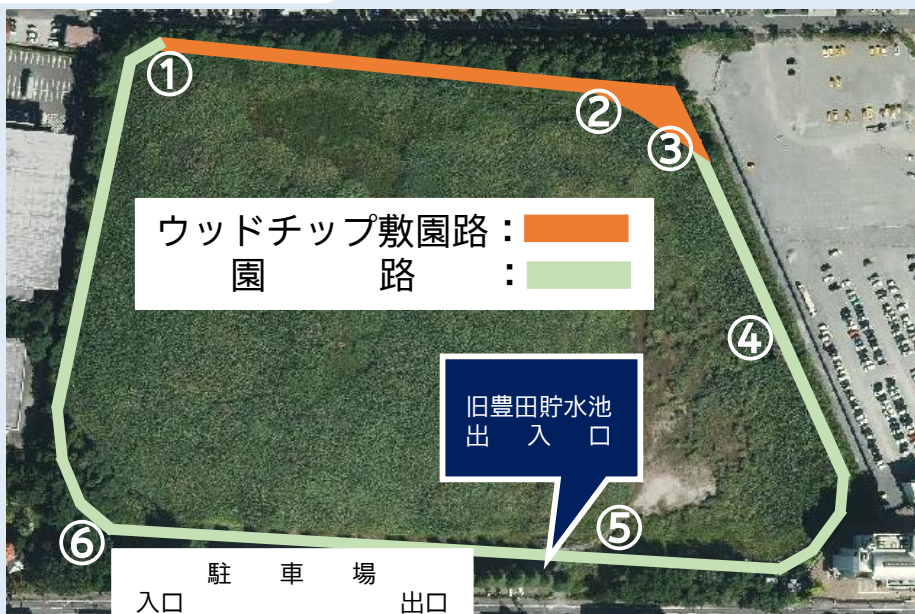 ①
②
③
ウッドチップ敷園路：
園　　　路　　：
④
旧豊田貯水池
出　入　口
⑤
⑥
駐　車　場
入口　　　　　　　　出口